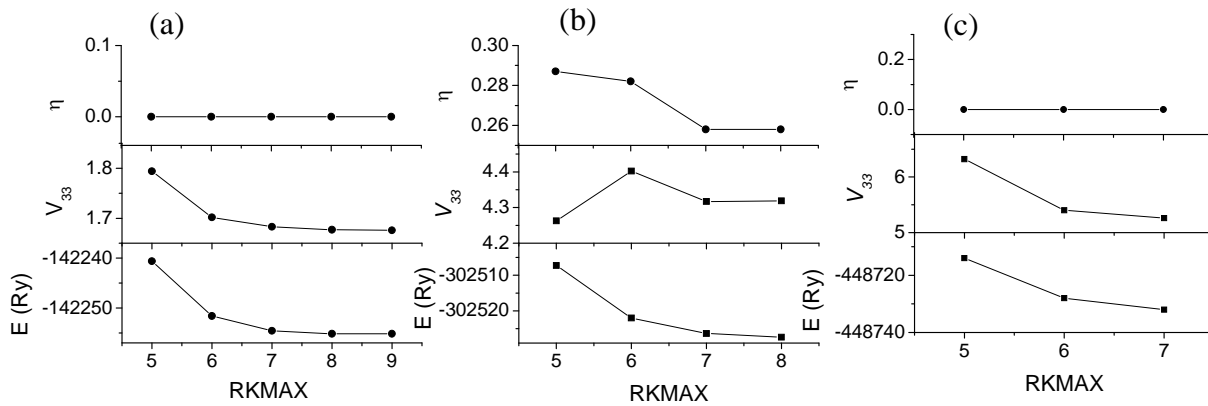 (a)
0.1
0.0
η
1.8
1.7
V33
-142240
-142250
E (Ry)
5 6 7 8 9
RKMAX
(b)
0.30
0.28
0.26
η
4.4
4.3
4.2
V33
-302510
-302520
E (Ry)
5 6 7 8
RKMAX
(c)
0.2
0.0
η
6
5
V33
-448720
-448740
E (Ry)
5 6 7
RKMAX